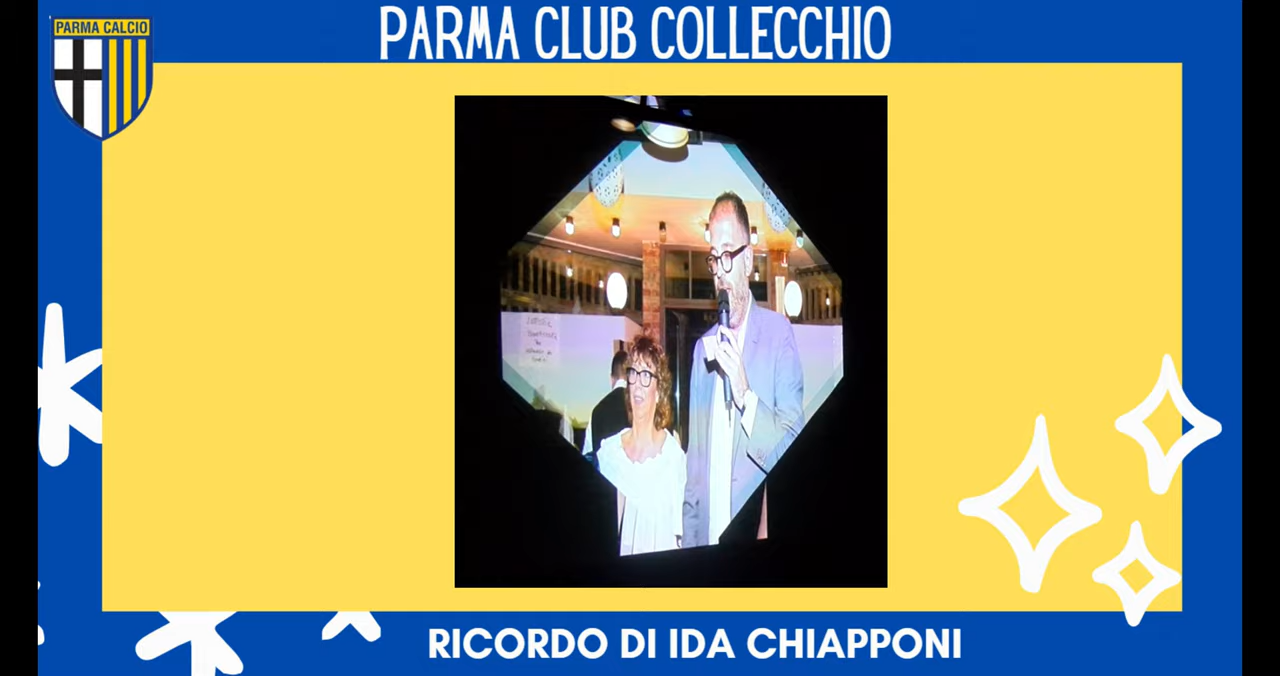 PARMA CLUB COLLECCHIO
PARMA CALCIO
RICORDO DI IDA CHIAPPONI